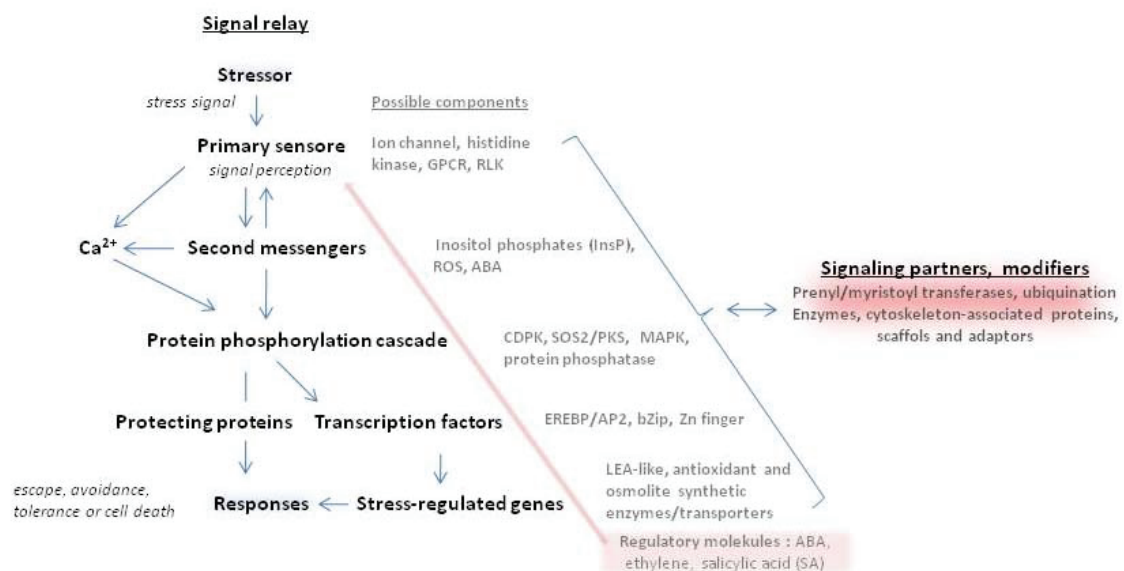 Signal relay
Stressor
stress signal
Possible components
Primary sensore
signal perception
Ion channel, histidine
kinase, GPCR, RLK
Ca²⁺
Second messengers
Inositol phosphates (InsP),
ROS, ABA
Signaling partners, modifiers
Prenyl/myristoyl transferases, ubiquination
Enzymes, cytoskeleton-associated proteins,
scaffols and adaptors
Protein phosphorylation cascade
CDPK, SOS2/PKS, MAPK,
protein phosphatase
Protecting proteins
Transcription factors
EREBP/AP2, bZip, Zn finger
escape, avoidance,
tolerance or cell death
Responses
Stress-regulated genes
LEA-like, antioxidant and
osmolite synthetic
enzymes/transporters
Regulatory molekules : ABA,
ethylene, salicylic acid (SA)